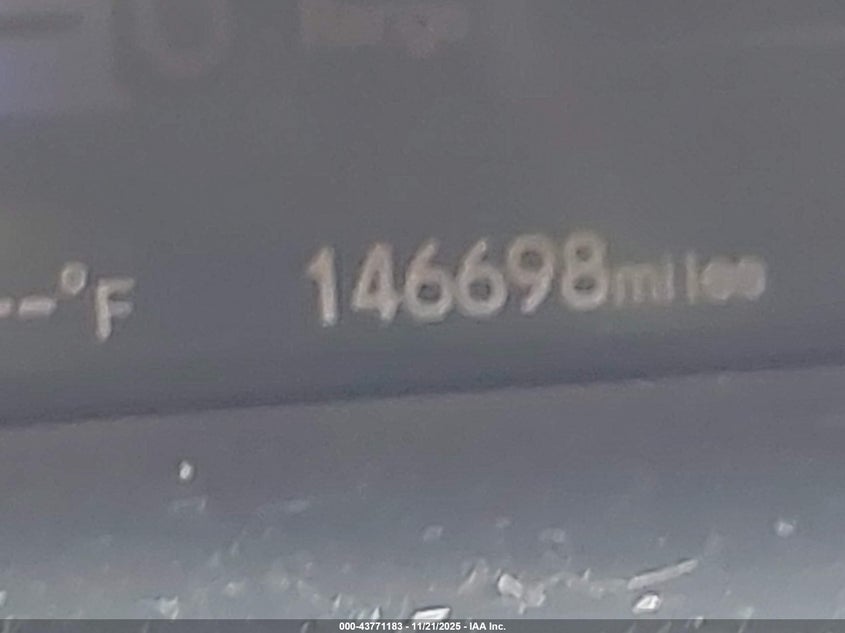 --°F 146698miles
000-43771183 - 11/21/2025 - IAA Inc.